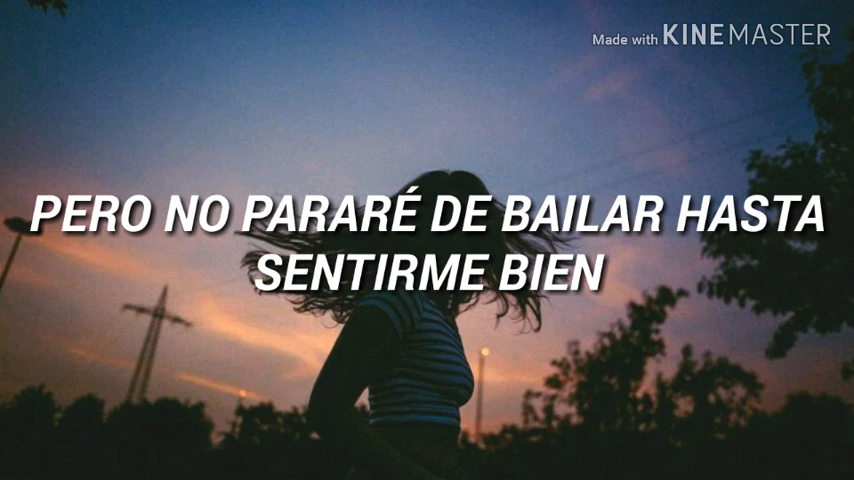 Made with KINEMASTER
PERO NO PARARÉ DE BAILAR HASTA
SENTIRME BIEN